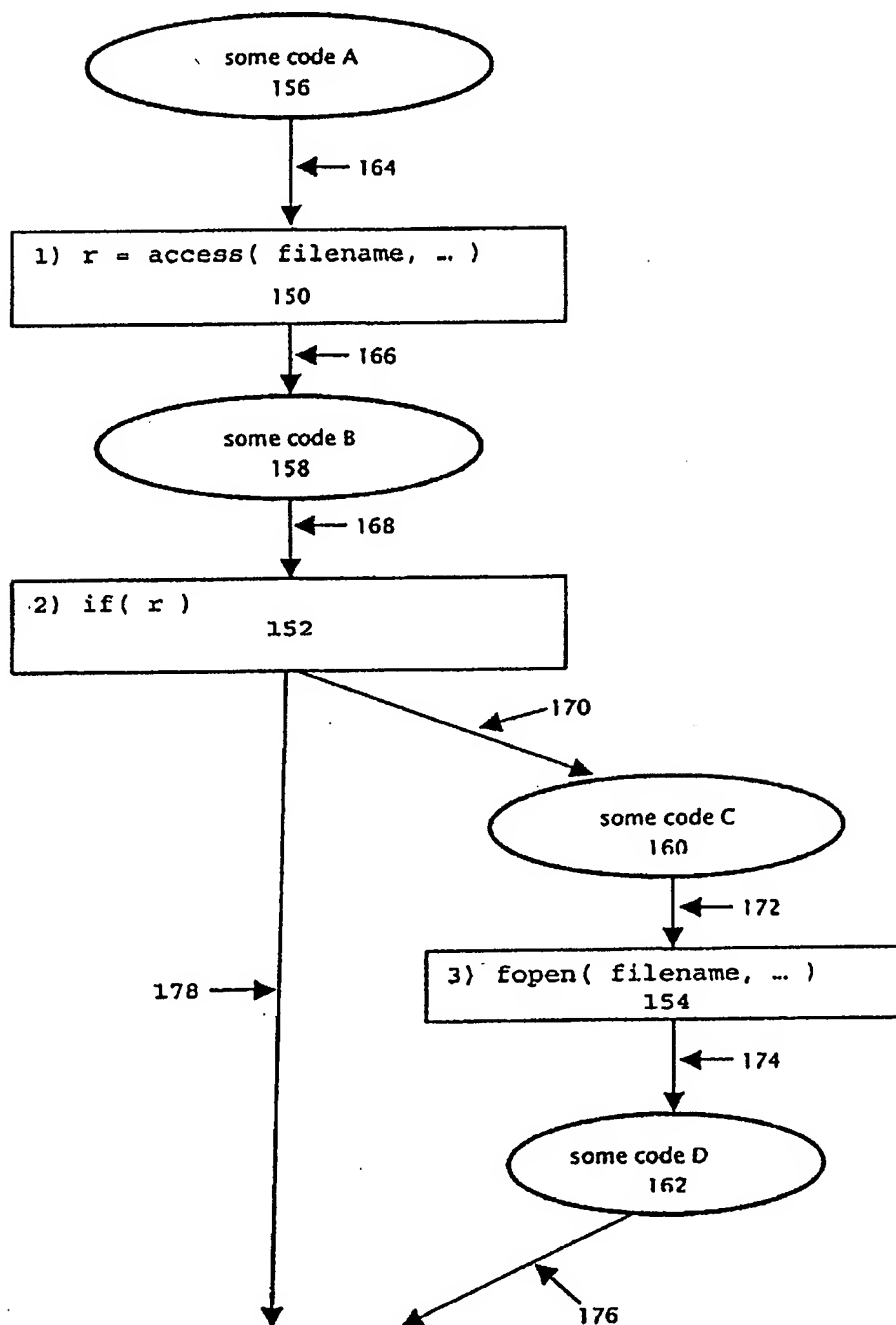 some code A
156
164
1) r = access( filename, … )
150
166
some code B
158
168
2) if( r )
152
170
some code C
160
172
3) fopen( filename, … )
154
178
174
some code D
162
176